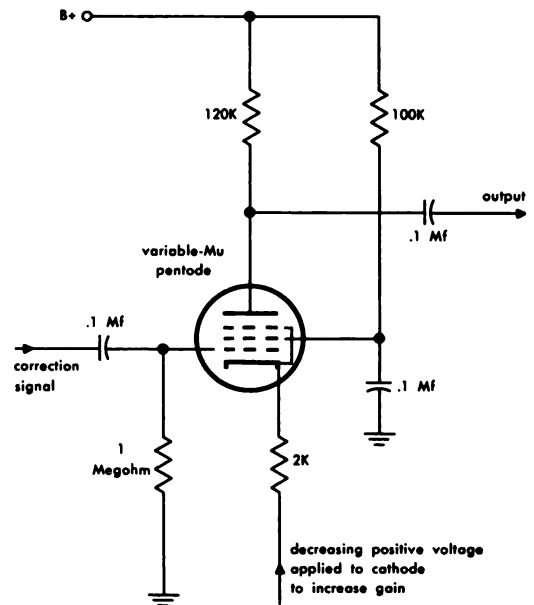 B+
120K
100K
output
.1 Mf
variable-Mu
pentode
.1 Mf
correction
signal
.1 Mf
1
Megohm
2K
decreasing positive voltage
applied to cathode
to increase gain